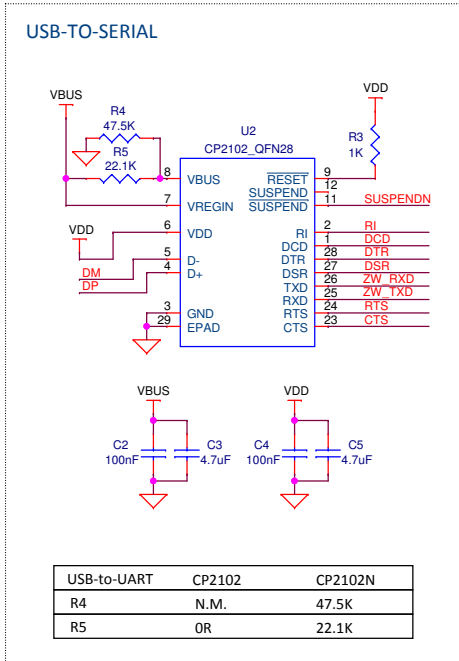 USB-TO-SERIAL
VBUS
R4
47.5K
R5
22.1K
U2
CP2102_QFN28
VDD
R3
1K
8 VBUS
7 VREGIN
VDD
6 VDD
DM 5 D-
DP 4 D+
3 GND
29 EPAD
RESET 9
SUSPEND 12
SUSPEND 11 SUSPENDN
RI 2 RI
DCD 1 DCD
DTR 28 DTR
DSR 27 DSR
TXD 26 ZW_RXD
RXD 25 ZW_TXD
RTS 24 RTS
CTS 23 CTS
VBUS
C2
100nF
C3
4.7uF
VDD
C4
100nF
C5
4.7uF
USB-to-UART CP2102 CP2102N
R4 N.M. 47.5K
R5 0R 22.1K